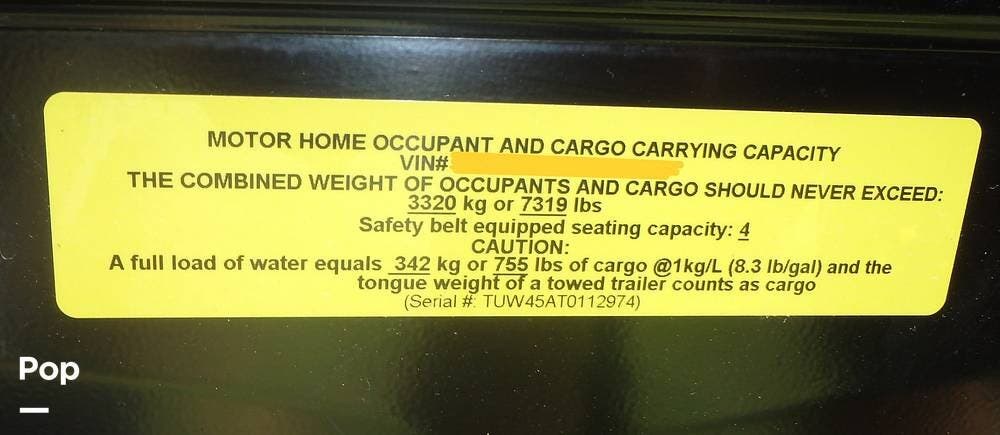 MOTOR HOME OCCUPANT AND CARGO CARRYING CAPACITY
VIN#
THE COMBINED WEIGHT OF OCCUPANTS AND CARGO SHOULD NEVER EXCEED:
3320 kg or 7319 lbs
Safety belt equipped seating capacity: 4
CAUTION:
A full load of water equals 342 kg or 755 lbs of cargo @1kg/L (8.3 lb/gal) and the
tongue weight of a towed trailer counts as cargo
(Serial #: TUW45AT0112974)
Pop